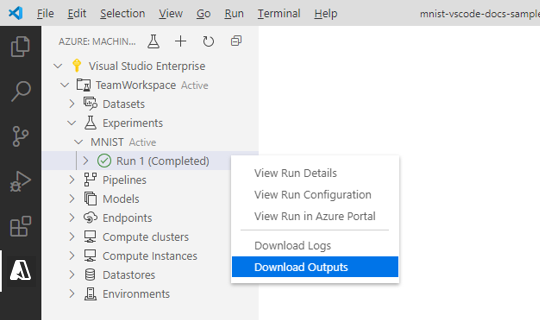 File Edit Selection View Go Run Terminal Help mnist-vscode-docs-sample
AZURE: MACHIN...
Visual Studio Enterprise
TeamWorkspace Active
Datasets
Experiments
MNIST Active
Run 1 (Completed)
Pipelines
Models
Endpoints
Compute clusters
Compute Instances
Datastores
Environments
View Run Details
View Run Configuration
View Run in Azure Portal
Download Logs
Download Outputs